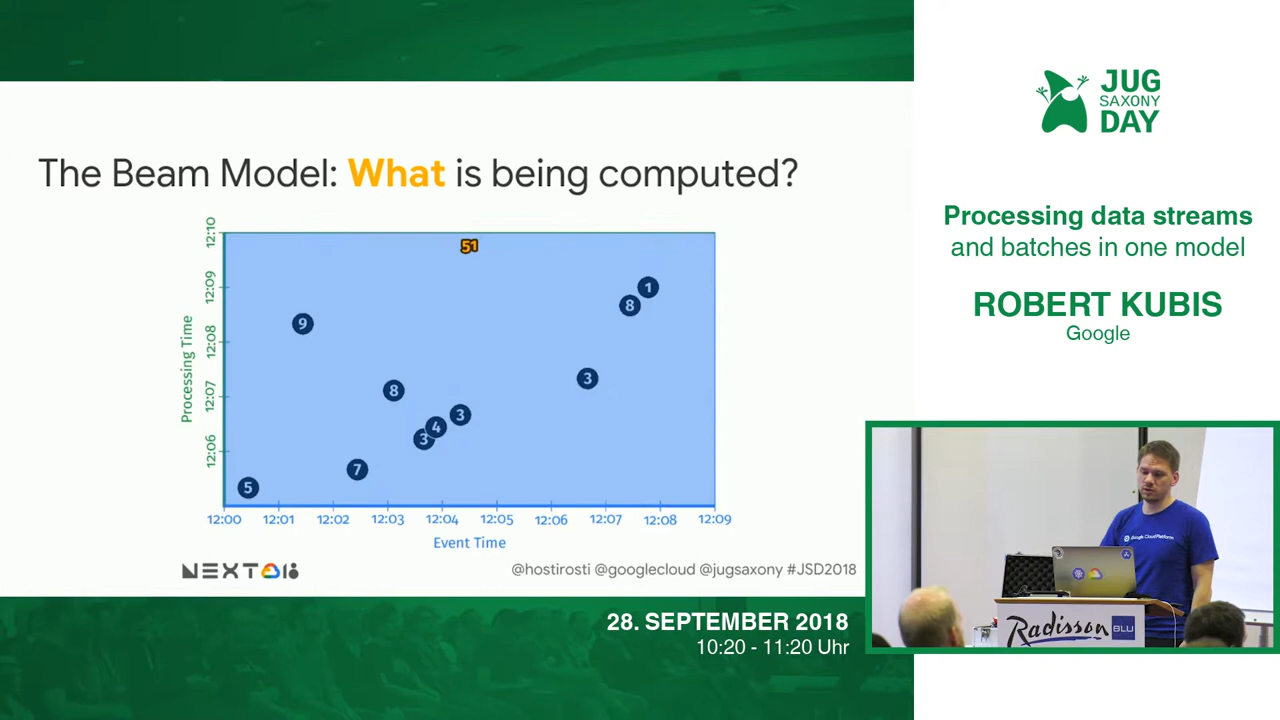 JUG
SAXONY
DAY
The Beam Model: What is being computed?
Processing data streams
and batches in one model
ROBERT KUBIS
Google
Processing Time
12:10
12:09
12:08
12:07
12:06
51
1
8
9
3
8
3
4
3
7
5
12:00 12:01 12:02 12:03 12:04 12:05 12:06 12:07 12:08 12:09
Event Time
NEXT18
@hostirosti @googlecloud @jugsaxony #JSD2018
28. SEPTEMBER 2018
10:20 - 11:20 Uhr
Google Cloud Platform
Radisson
BLU